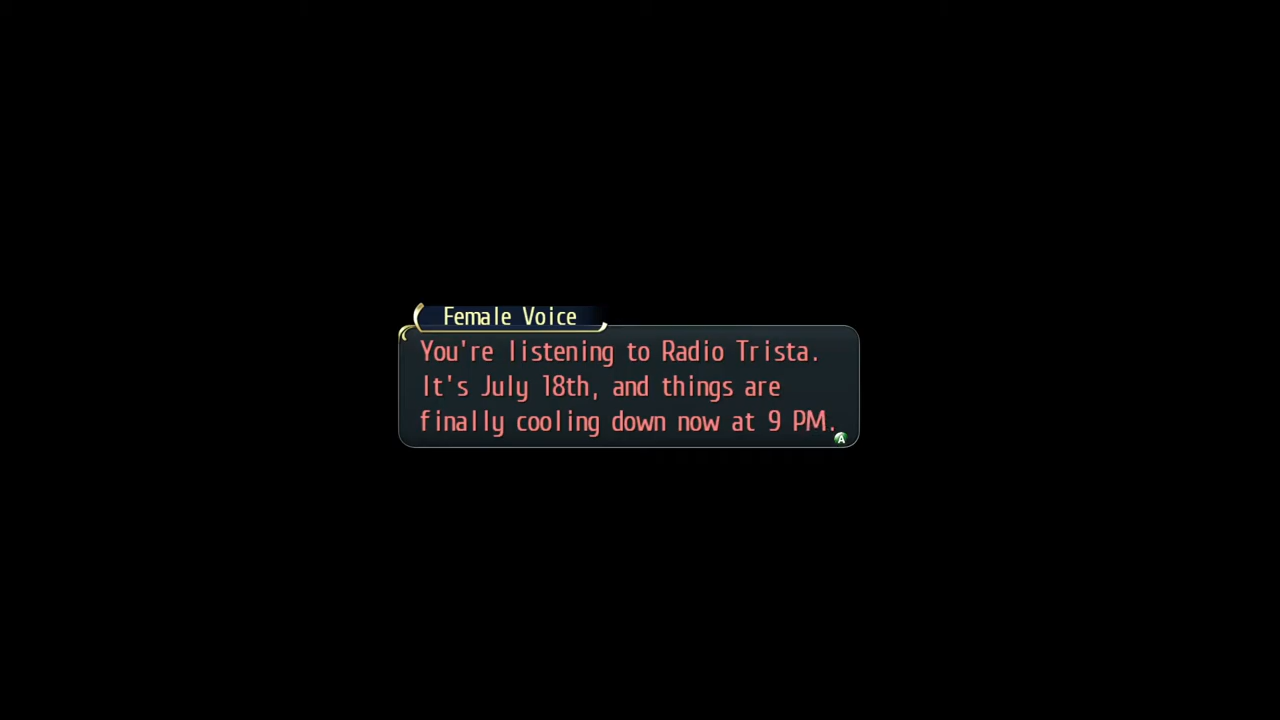 Female Voice
You're listening to Radio Trista.
It's July 18th, and things are
finally cooling down now at 9 PM.
A